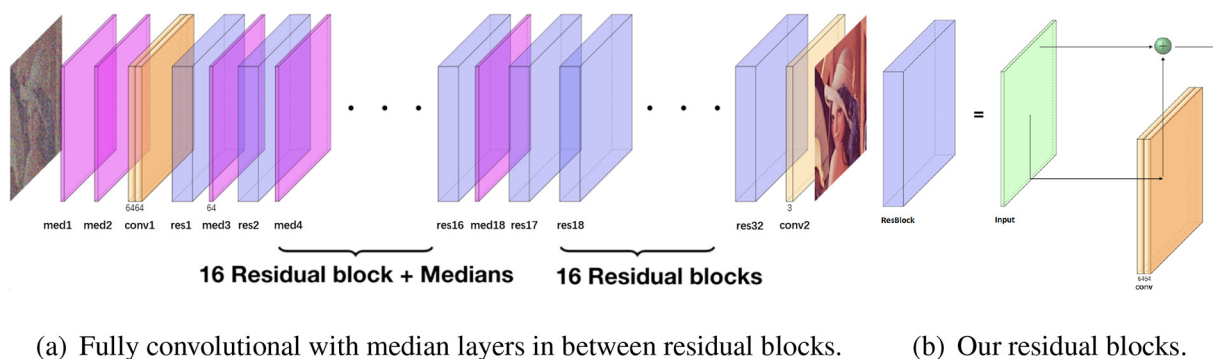 =
6464
64
3
med1 med2 conv1 res1 med3 res2 med4 res16 med18 res17 res18 res32 conv2 ResBlock Input
6464
conv
16 Residual block + Medians 16 Residual blocks
(a) Fully convolutional with median layers in between residual blocks. (b) Our residual blocks.